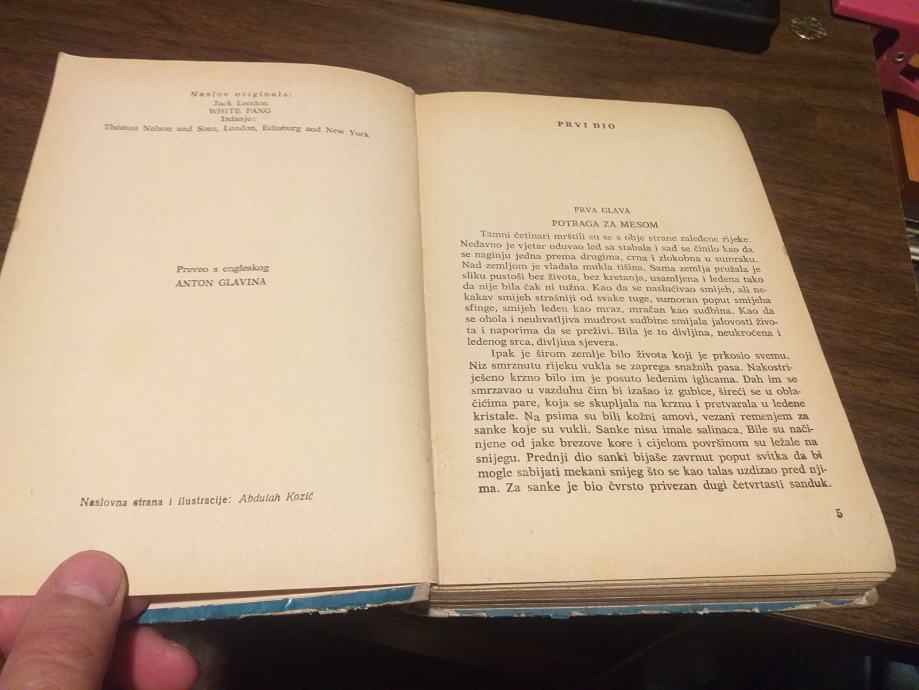 Naslov originala:
Jack London
WHITE FANG
Izdanje:
Thomas Nelson and Sons, London, Edinburg and New York
Preveo s engleskog
ANTON GLAVINA
Naslovna strana i ilustracije: Abdulah Kozić
PRVI DIO
PRVA GLAVA
POTRAGA ZA MESOM
Tamni četinari mrštili su se s obje strane zaleđene rijeke.
Nedavno je vjetar oduvao led sa stabala i sad se činilo kao da
se naginju jedna prema drugima, crna i zlokobna u sumraku.
Nad zemljom je vladala mukla tišina. Sama zemlja pružala je
sliku pustoši bez života, bez kretanja, usamljena i ledena tako
da nije bila čak ni tužna. Kao da se naslućivao smijeh, ali ne-
kakav smijeh strašniji od svake tuge, sumoran poput smijeha
sfinge, smijeh leden kao mraz, mračan kao sudbina. Kao da
se ohola i neuhvatljiva mudrost sudbine smijala jalovosti živo-
ta i naporima da se preživi. Bila je to divljina, neukroćena i
ledenog srca, divljina sjevera.
Ipak je širom zemlje bilo života koji je prkosio svemu.
Niz smrznutu rijeku vukla se zaprega snažnih pasa. Nakostri-
ješeno krzno bilo im je posuto ledenim iglicama. Dah im se
smrzavao u vazduhu čim bi izašao iz gubice, šireći se u obla-
čićima pare, koja se skupljala na krznu i pretvarala u ledene
kristale. Na psima su bili kožni amovi, vezani remenjem za
sanke koje su vukli. Sanke nisu imale salinaca. Bile su nači-
njene od jake brezove kore i cijelom površinom su ležale na
snijegu. Prednji dio sanki bijaše zavrnut poput svitka da bi
mogle sabijati mekani snijeg što se kao talas uzdizao pred nji-
ma. Za sanke je bio čvrsto privezan dugi četvrtasti sanduk.
5